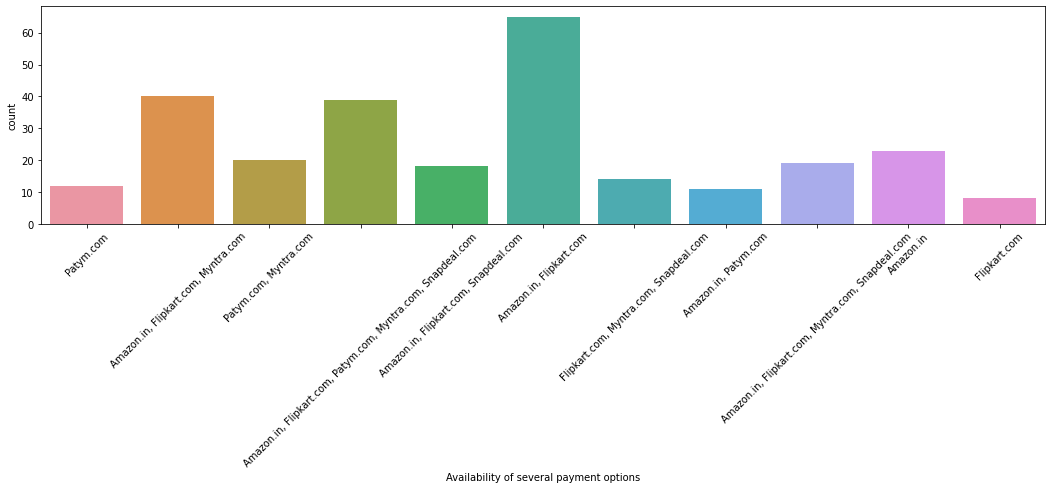 count
60
50
40
30
20
10
0
Patym.com
Amazon.in, Flipkart.com, Myntra.com
Patym.com, Myntra.com
Amazon.in, Flipkart.com, Patym.com, Myntra.com, Snapdeal.com
Amazon.in, Flipkart.com, Snapdeal.com
Amazon.in, Flipkart.com
Flipkart.com, Myntra.com, Snapdeal.com
Amazon.in, Patym.com
Amazon.in, Flipkart.com, Myntra.com, Snapdeal.com
Amazon.in
Flipkart.com
Availability of several payment options